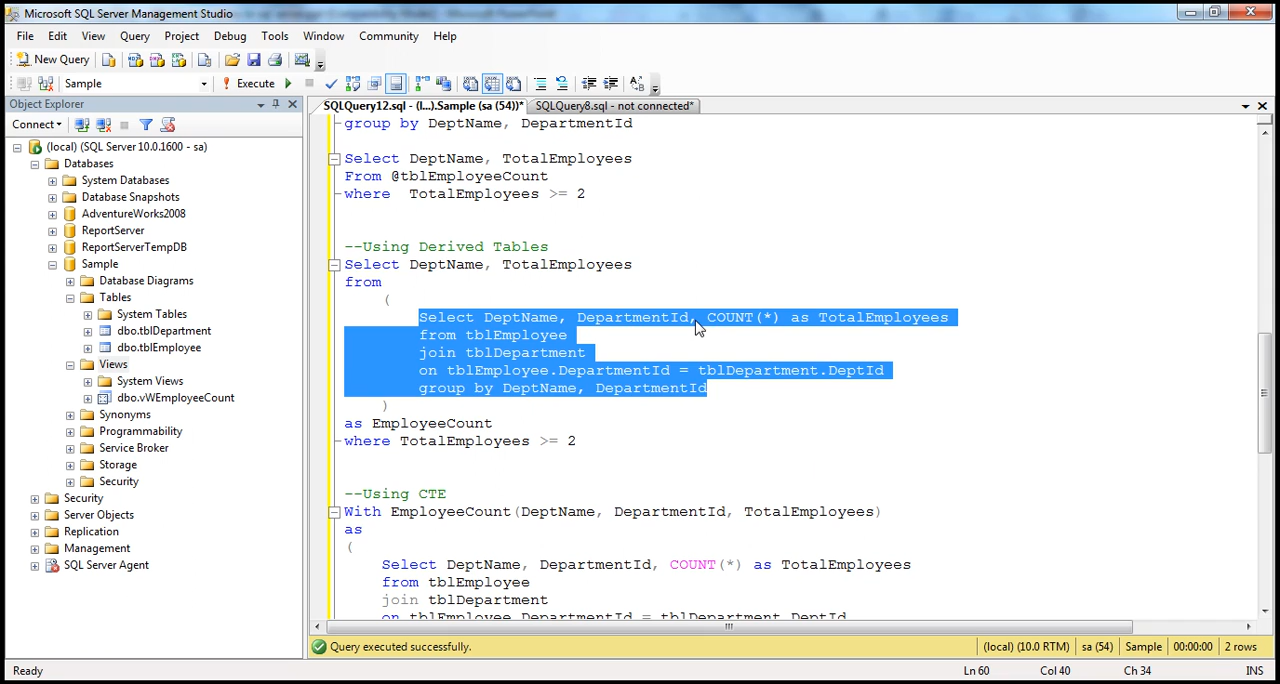 Microsoft SQL Server Management Studio
File Edit View Query Project Debug Tools Window Community Help
New Query
Sample Execute
Object Explorer
SQLQuery12.sql - (l...).Sample (sa (54))* SQLQuery8.sql - not connected*
Connect
(local) (SQL Server 10.0.1600 - sa)
Databases
System Databases
Database Snapshots
AdventureWorks2008
ReportServer
ReportServerTempDB
Sample
Database Diagrams
Tables
System Tables
dbo.tblDepartment
dbo.tblEmployee
Views
System Views
dbo.vWEmployeeCount
Synonyms
Programmability
Service Broker
Storage
Security
Security
Server Objects
Replication
Management
SQL Server Agent
group by DeptName, DepartmentId
Select DeptName, TotalEmployees
From @tblEmployeeCount
where  TotalEmployees >= 2
--Using Derived Tables
Select DeptName, TotalEmployees
from
(
Select DeptName, DepartmentId, COUNT(*) as TotalEmployees
from tblEmployee
join tblDepartment
on tblEmployee.DepartmentId = tblDepartment.DeptId
group by DeptName, DepartmentId
)
as EmployeeCount
where TotalEmployees >= 2
--Using CTE
With EmployeeCount(DeptName, DepartmentId, TotalEmployees)
as
(
Select DeptName, DepartmentId, COUNT(*) as TotalEmployees
from tblEmployee
join tblDepartment
on tblEmployee.DepartmentId = tblDepartment.DeptId
Query executed successfully. (local) (10.0 RTM) sa (54) Sample 00:00:00 2 rows
Ready Ln 60 Col 40 Ch 34 INS